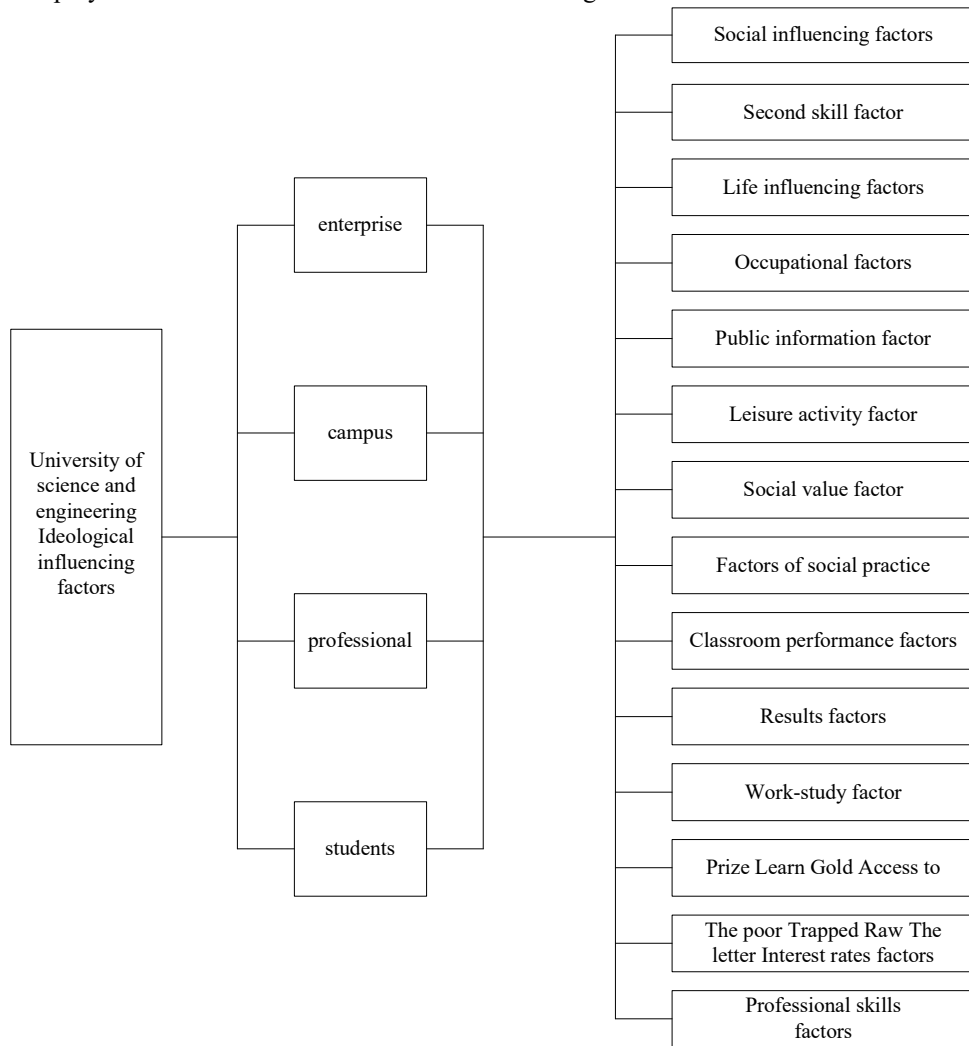 Social influencing factors
Second skill factor
Life influencing factors
enterprise
Occupational factors
Public information factor
Leisure activity factor
campus
University of
science and
engineering
Ideological
influencing
factors
Social value factor
Factors of social practice
professional
Classroom performance factors
Results factors
Work-study factor
students
Prize Learn Gold Access to
The poor Trapped Raw The
letter Interest rates factors
Professional skills
factors